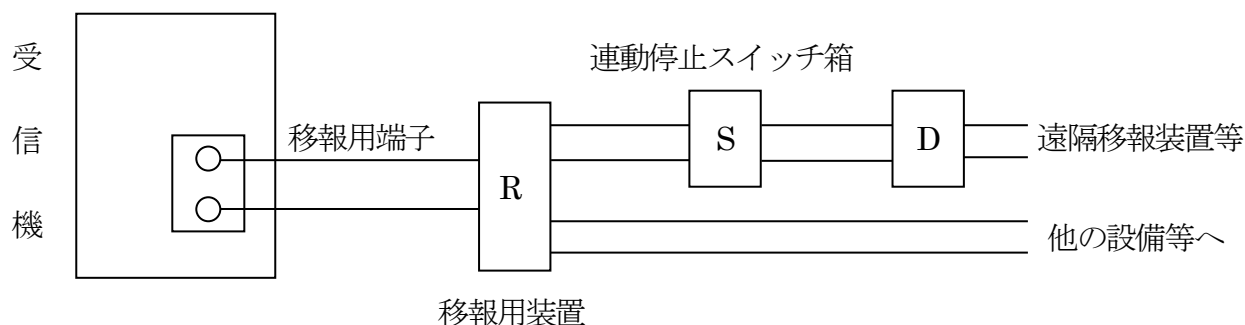 受信機
連動停止スイッチ箱
移報用端子
R
S
D
遠隔移報装置等
他の設備等へ
移報用装置